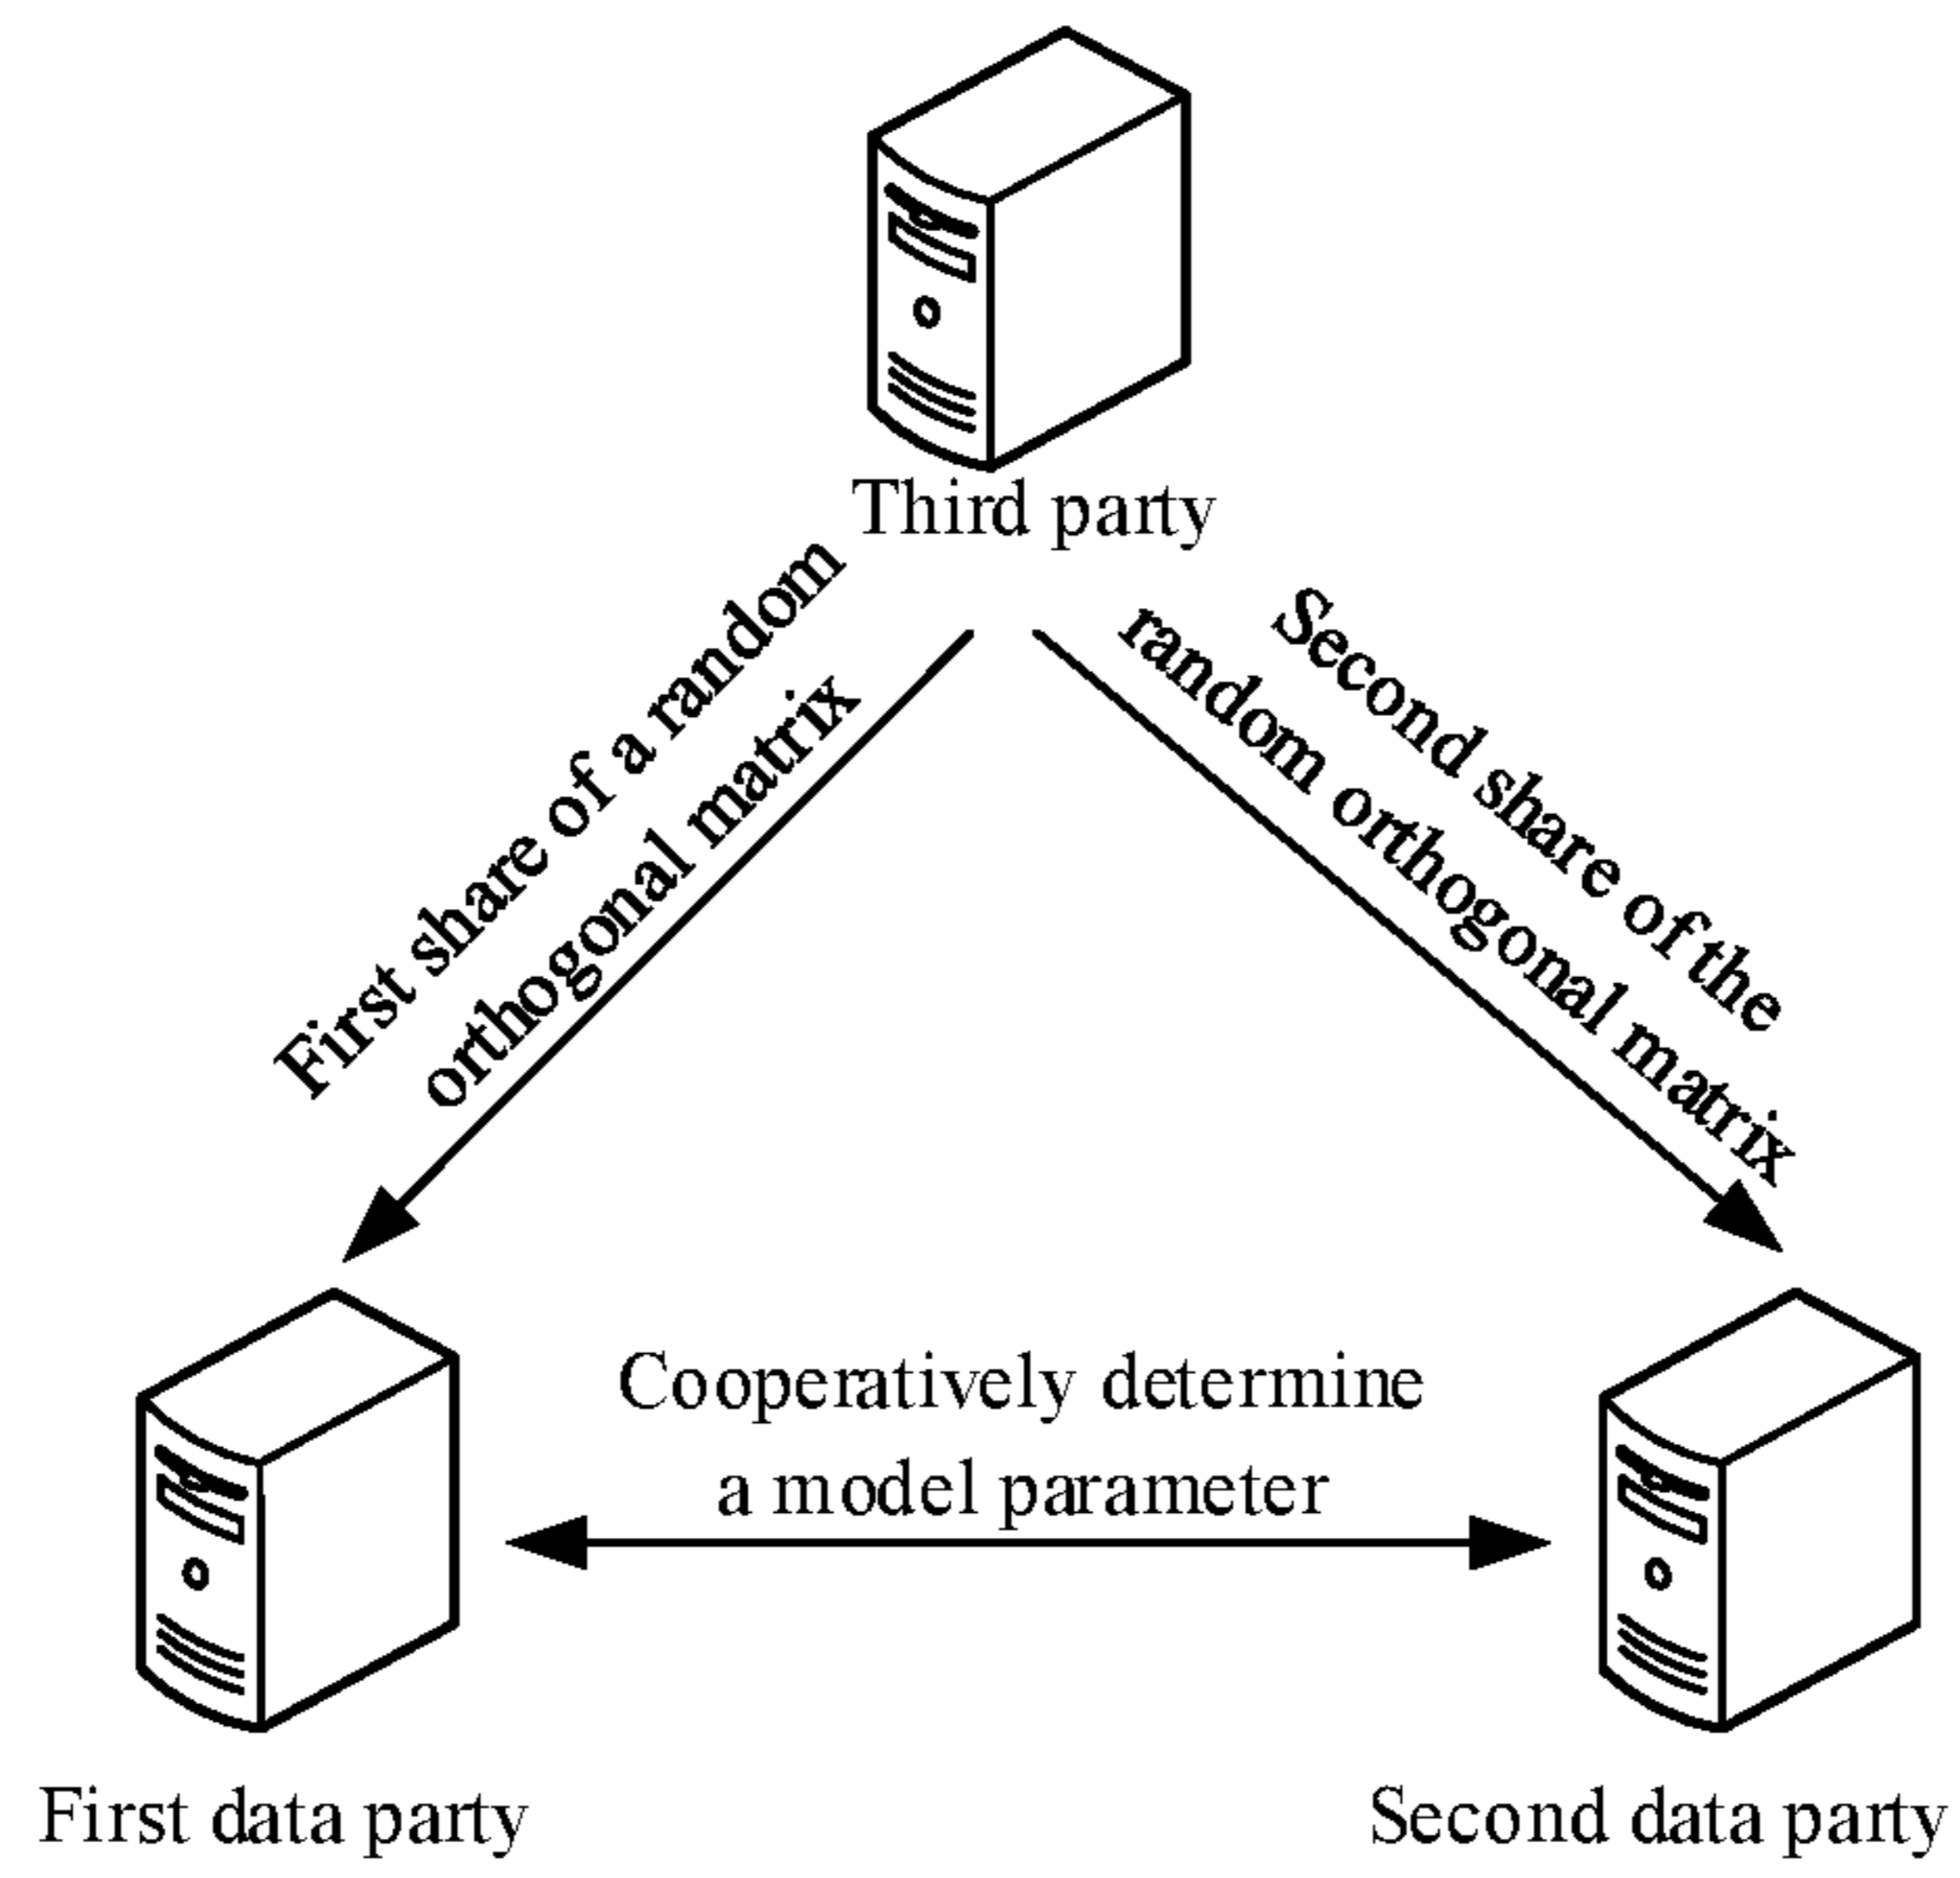 Third party
First share of a random
orthogonal matrix
Second share of the
random orthogonal matrix
Cooperatively determine
a model parameter
First data party
Second data party